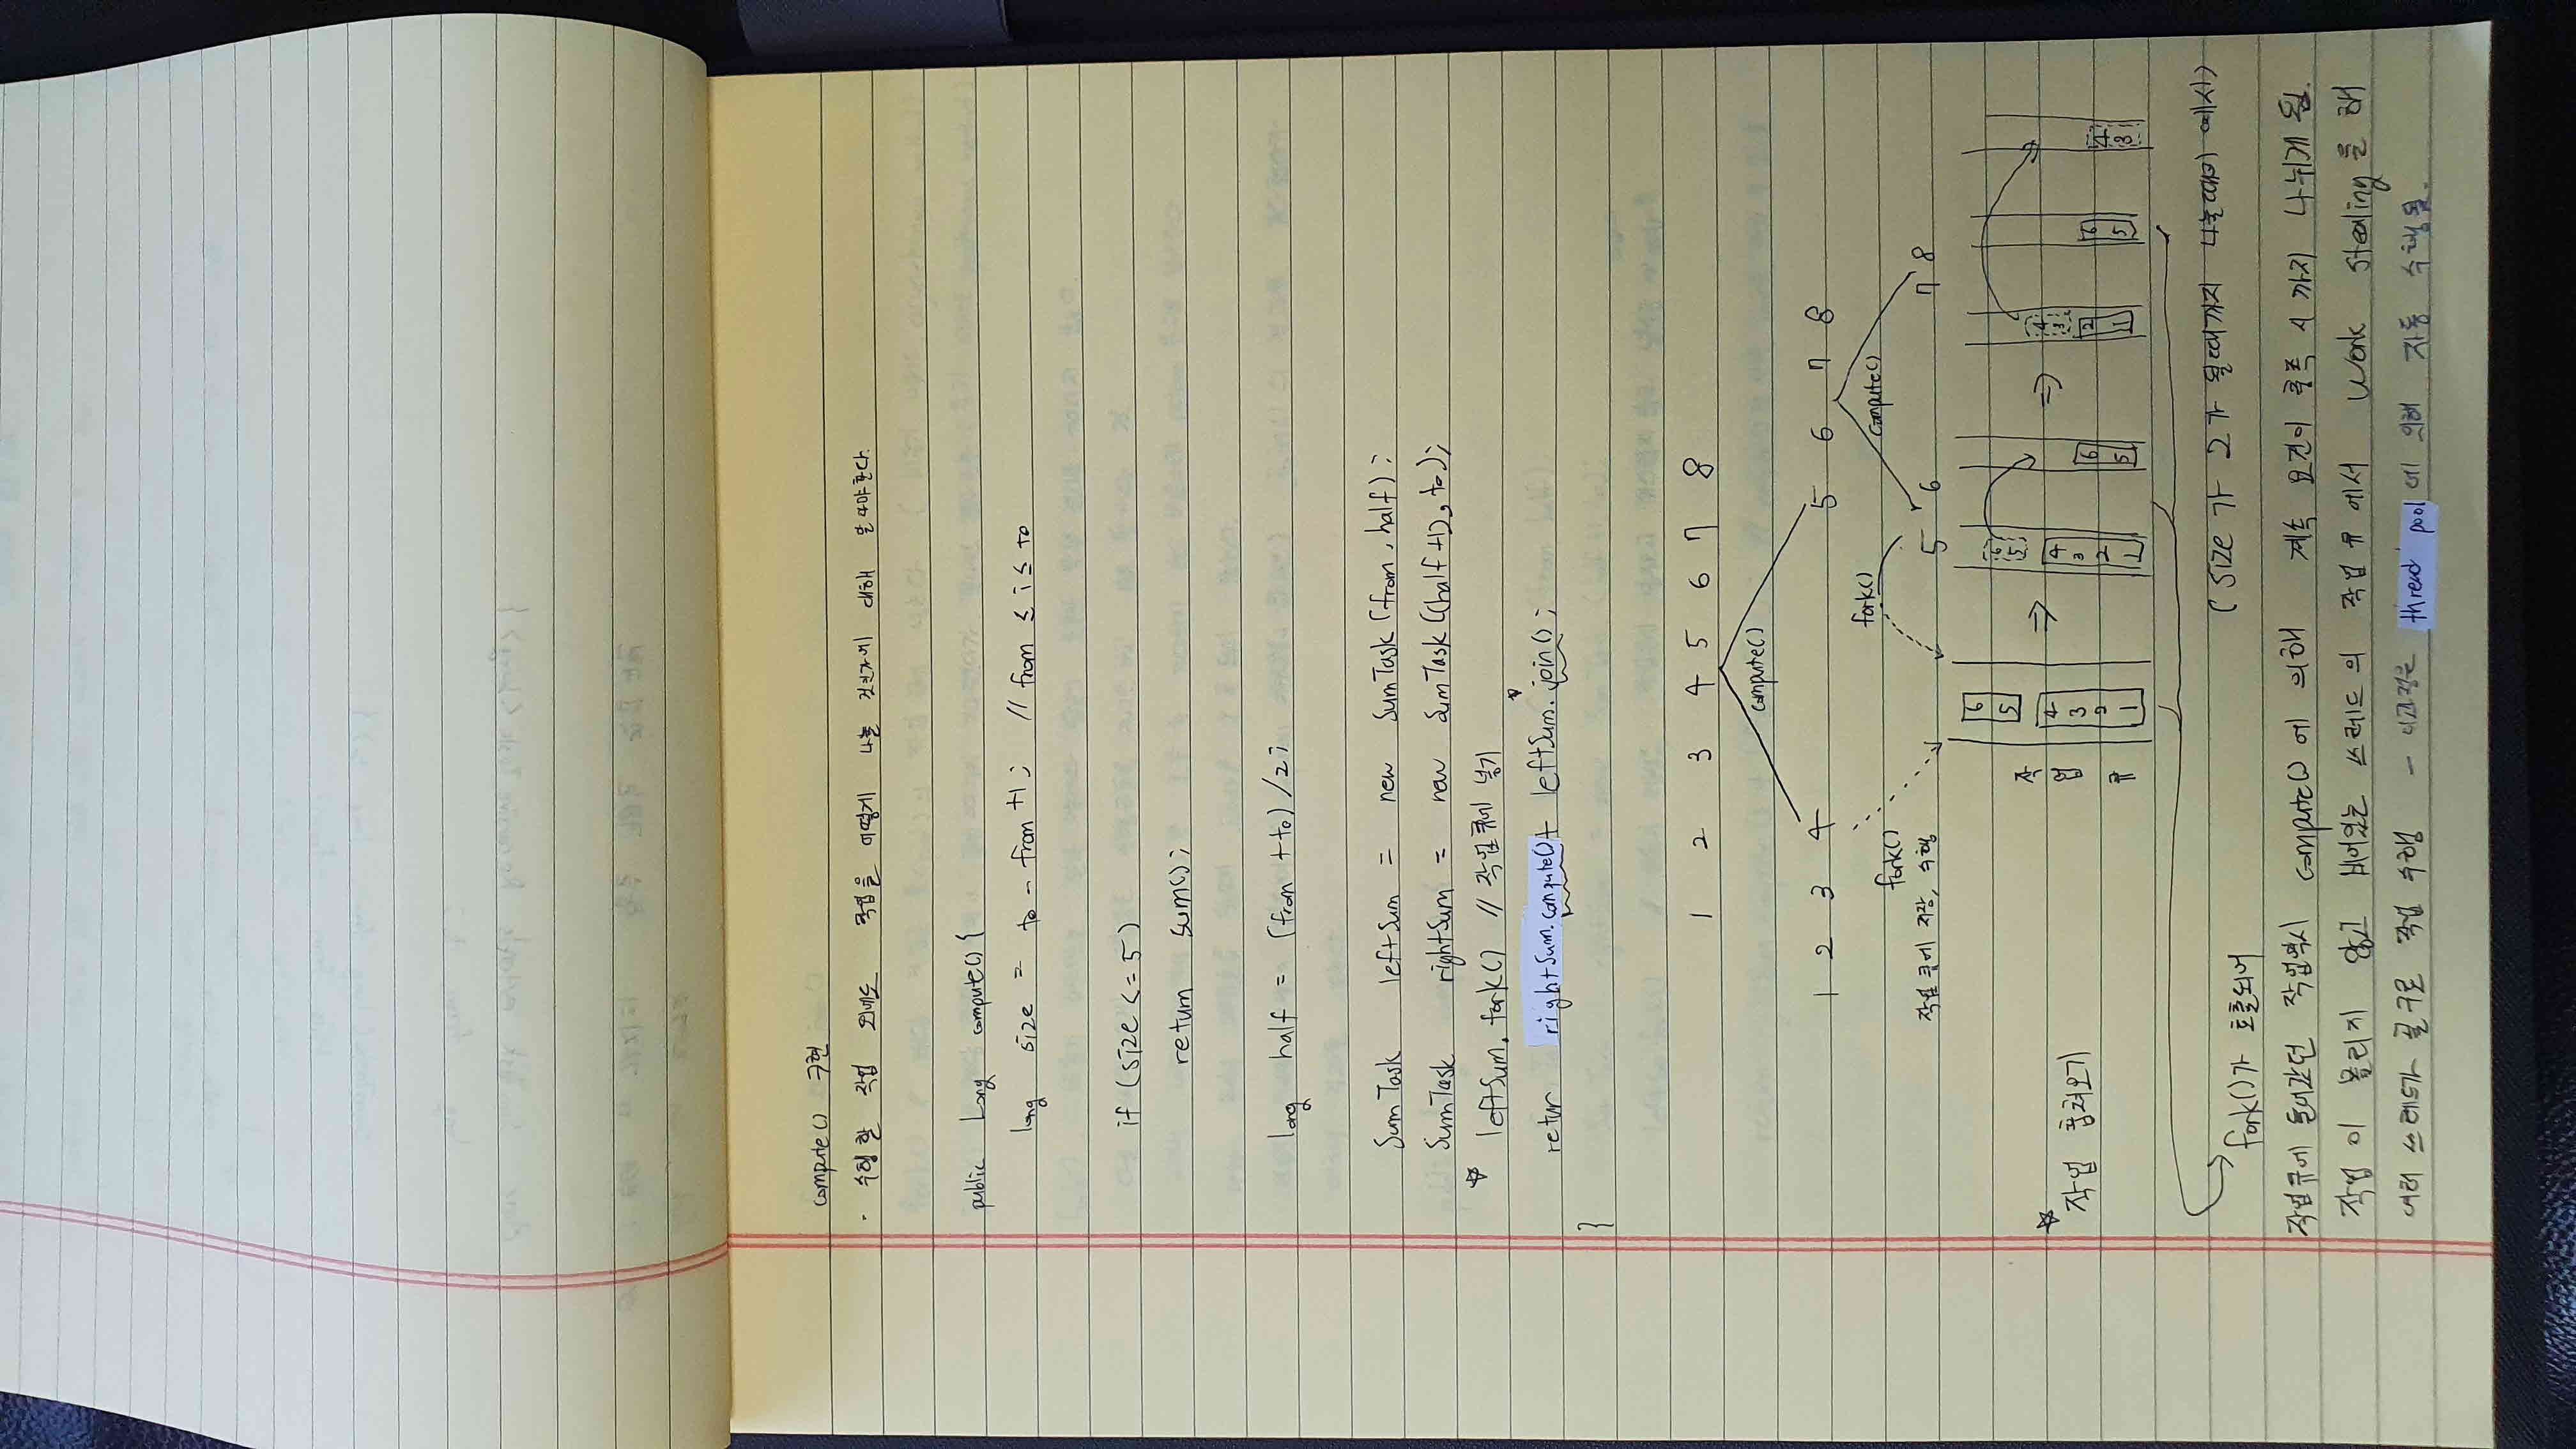 compute() 구현
· 수행할 작업 외에도 작업을 어떻게 나눌 것인가에 대해 알려줘야한다.
public Long compute(){
long size = to - from +1; // from ≤ i ≤ to
if (size <= 5)
return sum();
long half = (from + to) /2;
SumTask leftSum = new SumTask(from, half);
SumTask rightSum = new SumTask((half +1), to);
☆ leftSum.fork() // 작업큐에 넣기
retur rightSum.compute()+ leftSum.join();
}
1 2 3 4 5 6 7 8
compute()
1 2 3 4 5 6 7 8
fork() fork() compute()
작업큐에 저장, 수행 5 6 7 8
☆
작업 훔쳐오기
작업큐
6 5
4 3 2 1
⇒
6 5
4 3 2 1
6 5
⇒
4 3
2 1
6 5
4 3
(size가 2가 될때까지 나눌때의 예시)
fork()가 호출되어
작업큐에 들어갔던 작업역시 compute()에 의해 계속 요건이 충족 시 까지 나뉘게 됨.
작업이 몰리지 않고 비어있는 쓰레드의 작업큐에서 work stealing을 해
여러 쓰레드가 골구로 작업 수행 - 이과정은 thread pool에 의해 자동 수행됨.